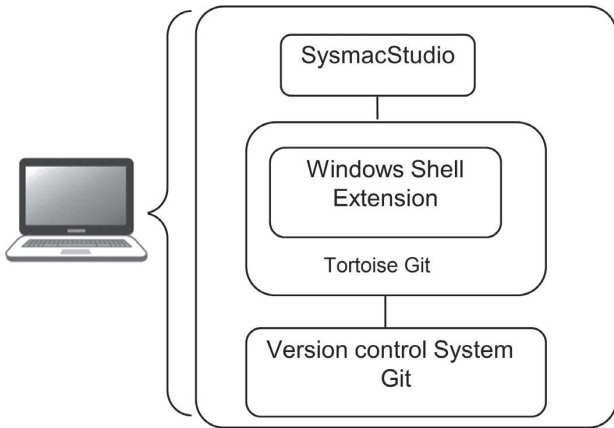 SysmacStudio
Windows Shell
Extension
Tortoise Git
Version control System
Git